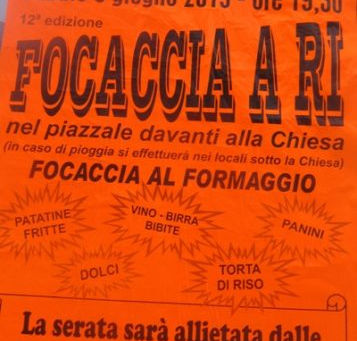 giugno 2013 - ore 19,30
12ª edizione
FOCACCIA A RI
nel piazzale davanti alla Chiesa
(in caso di pioggia si effettuerà nei locali sotto la Chiesa)
FOCACCIA AL FORMAGGIO
PATATINE
FRITTE
VINO - BIRRA
BIBITE
PANINI
DOLCI
TORTA
DI RISO
La serata sarà allietata dalle